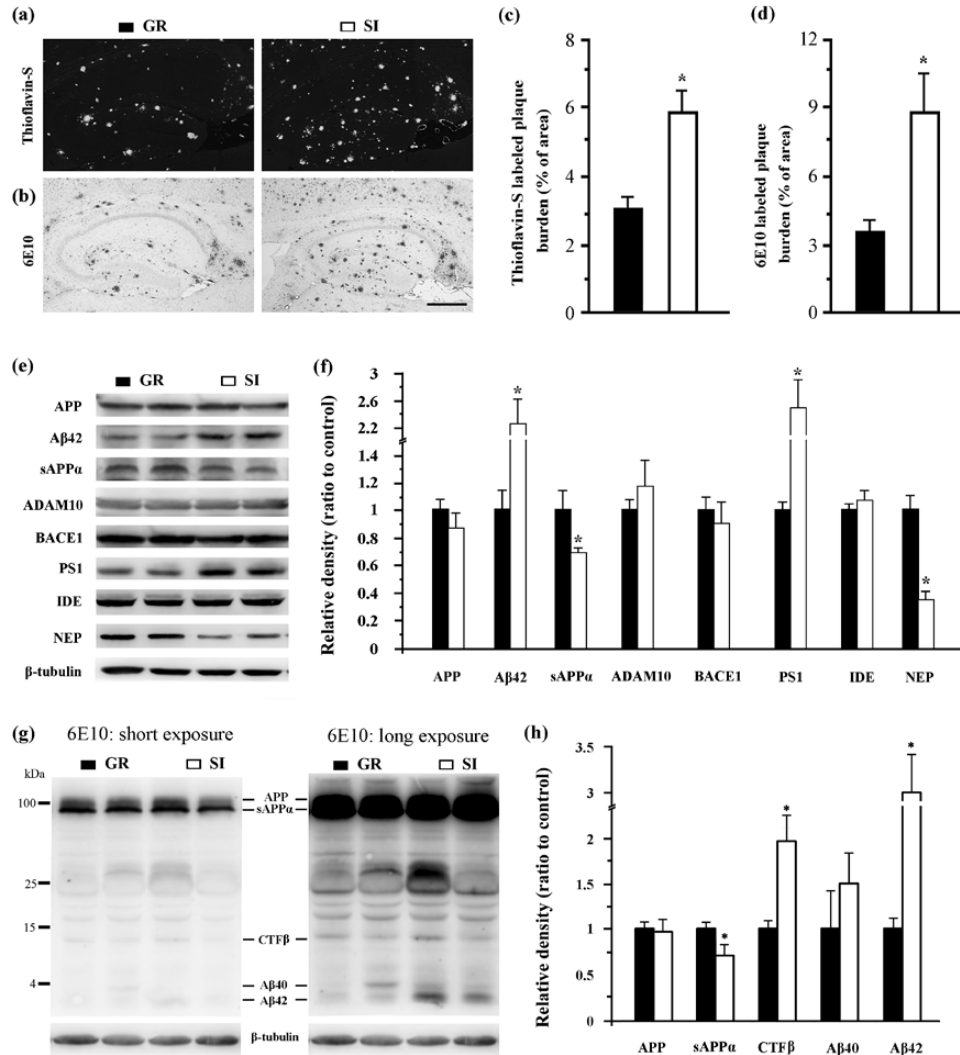 (a)
GR
SI
Thioflavin-S
(b)
6E10
(c)
8
6
4
2
0
Thioflavin-S labeled plaque
burden (% of area)
*
(d)
12
9
6
3
0
6E10 labeled plaque
burden (% of area)
*
(e)
GR
SI
APP
Aβ42
sAPPα
ADAM10
BACE1
PS1
IDE
NEP
β-tubulin
(f)
3
2.6
2.2
1.4
1.2
1
0.8
0.6
0.4
0.2
0
Relative density (ratio to control)
*
*
*
*
APP Aβ42 sAPPα ADAM10 BACE1 PS1 IDE NEP
(g)
6E10: short exposure
6E10: long exposure
kDa
GR
SI
GR
SI
100
25
15
4
APP
sAPPα
CTFβ
Aβ40
Aβ42
β-tubulin
(h)
3.5
3
2
1.5
1
0.5
0
Relative density (ratio to control)
*
*
*
APP sAPPα CTFβ Aβ40 Aβ42